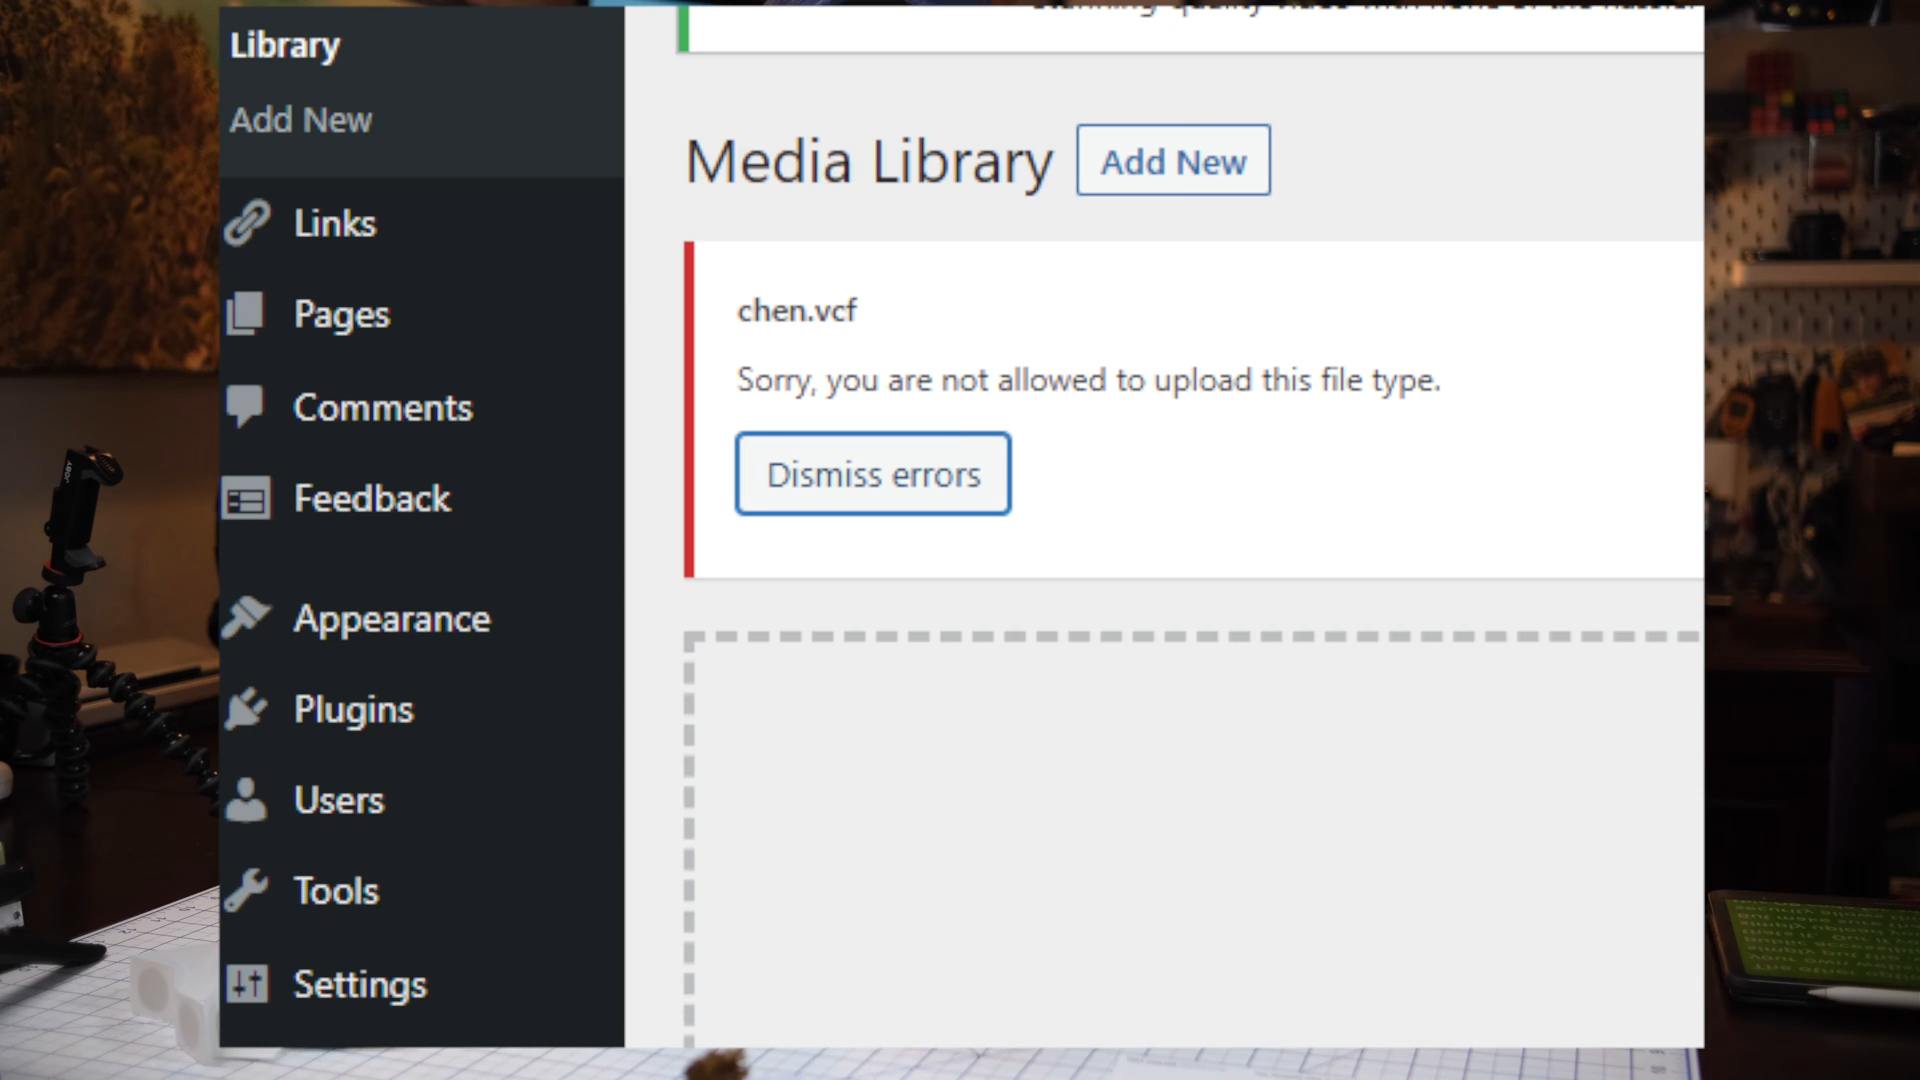 Library
Add New
Links
Pages
Comments
Feedback
Appearance
Plugins
Users
Tools
Settings
Media Library
Add New
chen.vcf
Sorry, you are not allowed to upload this file type.
Dismiss errors
JOBY